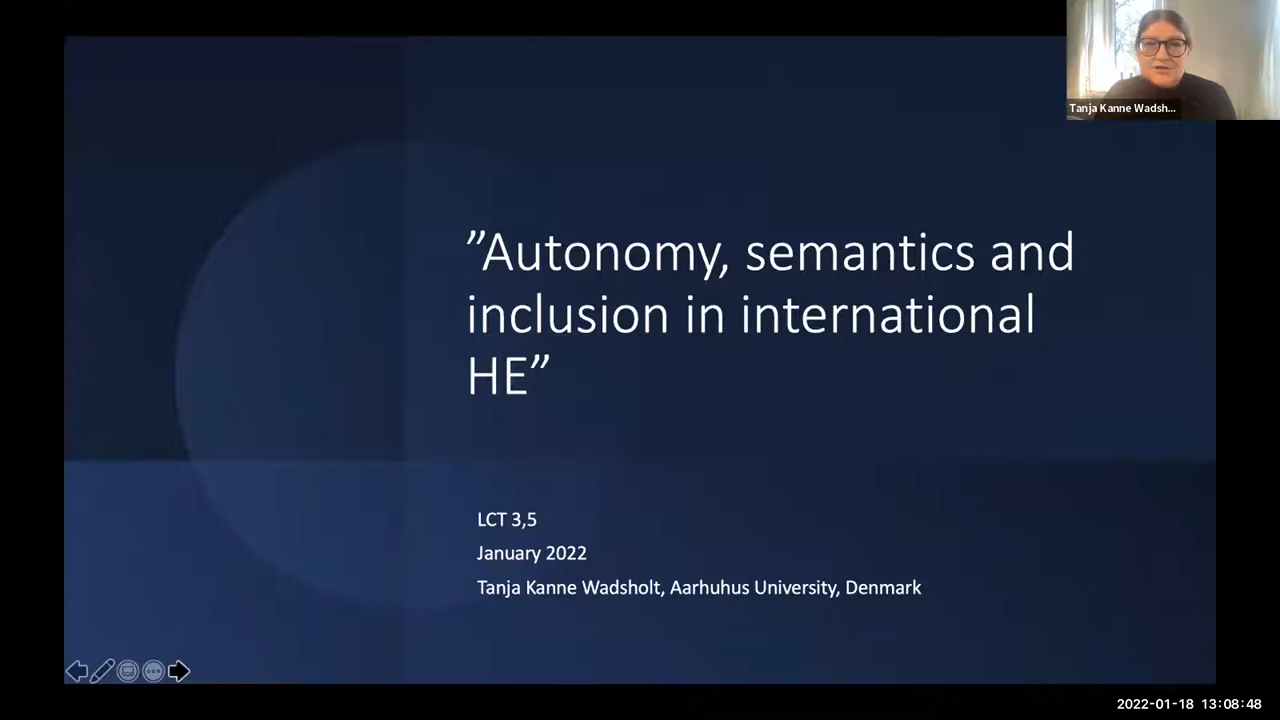 Tanja Kanne Wadsh...
”Autonomy, semantics and
inclusion in international
HE”
LCT 3,5
January 2022
Tanja Kanne Wadsholt, Aarhuhus University, Denmark
2022-01-18 13:08:48